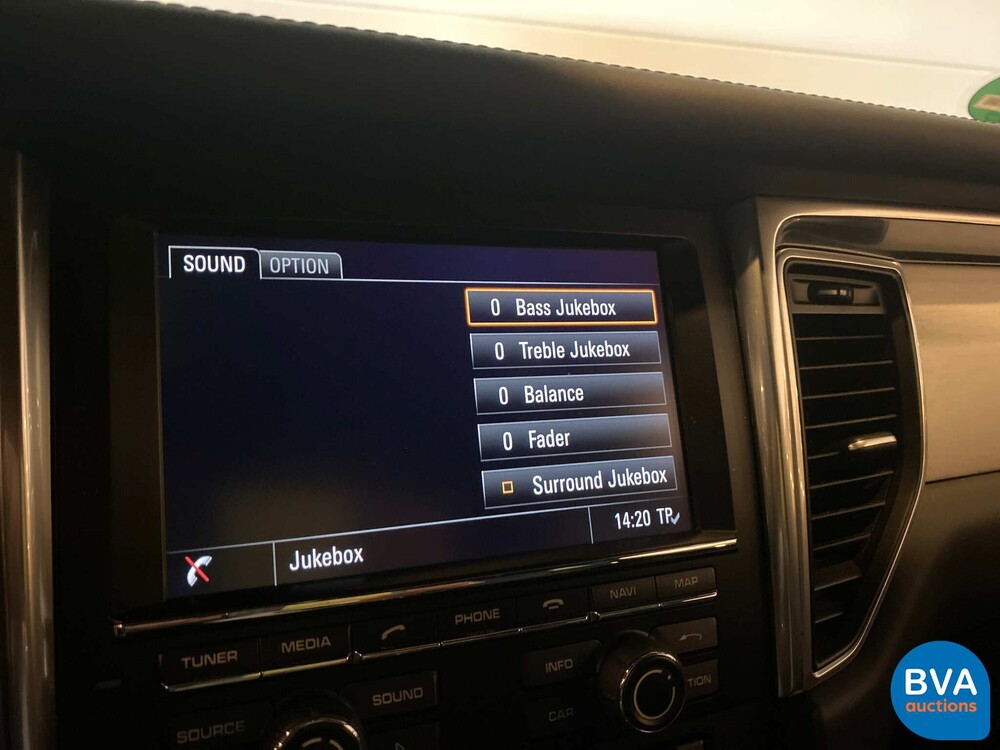 SOUND OPTION
0 Bass Jukebox
0 Treble Jukebox
0 Balance
0 Fader
Surround Jukebox
Jukebox 14:20 TP
TUNER MEDIA PHONE NAVI MAP
SOURCE SOUND INFO TION
CAR
BVA
auctions